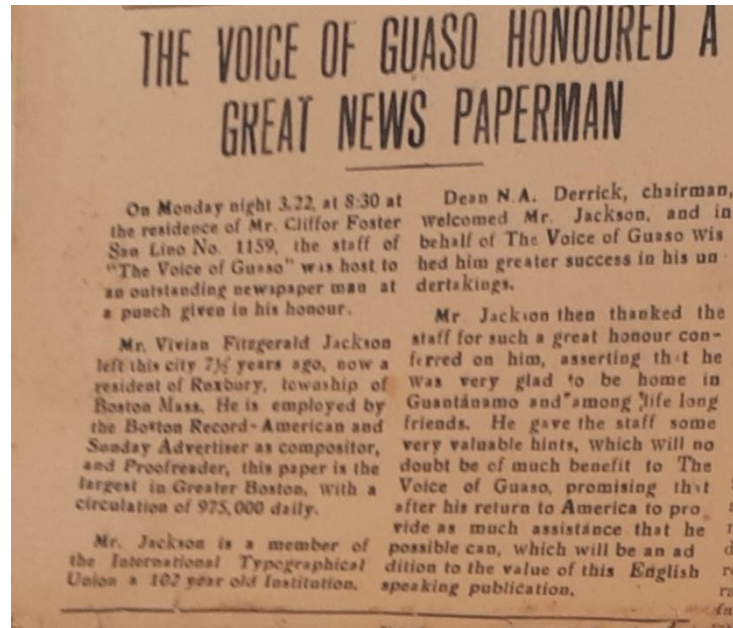 THE VOICE OF GUASO HONOURED A
GREAT NEWS PAPERMAN
On Monday night 3.22, at 8:30 at
the residence of Mr. Cliffor Foster
San Lino No. 1159, the staff of
"The Voice of Guaso" was host to
an outstanding newspaper man at
a punch given in his honour.
Mr. Vivian Fitzgerald Jackson
left this city 7½ years ago, now a
resident of Roxbury, township of
Boston Mass. He is employed by
the Boston Record-American and
Sunday Advertiser as compositor,
and Proofreader, this paper is the
largest in Greater Boston, with a
circulation of 975,000 daily.
Mr. Jackson is a member of
the International Typographical
Union a 102 year old Institution.
Dean N.A. Derrick, chairman,
welcomed Mr. Jackson, and in
behalf of The Voice of Guaso Wis
hed him greater success in his un
dertakings.
Mr. Jackson then thanked the
staff for such a great honour con-
ferred on him, asserting that he
was very glad to be home in
Guantánamo and among life long
friends. He gave the staff some
very valuable hints, which will no
doubt be of much benefit to The
Voice of Guaso, promising that
after his return to America to pro
vide as much assistance that he
possible can, which will be an ad
dition to the value of this English
speaking publication.